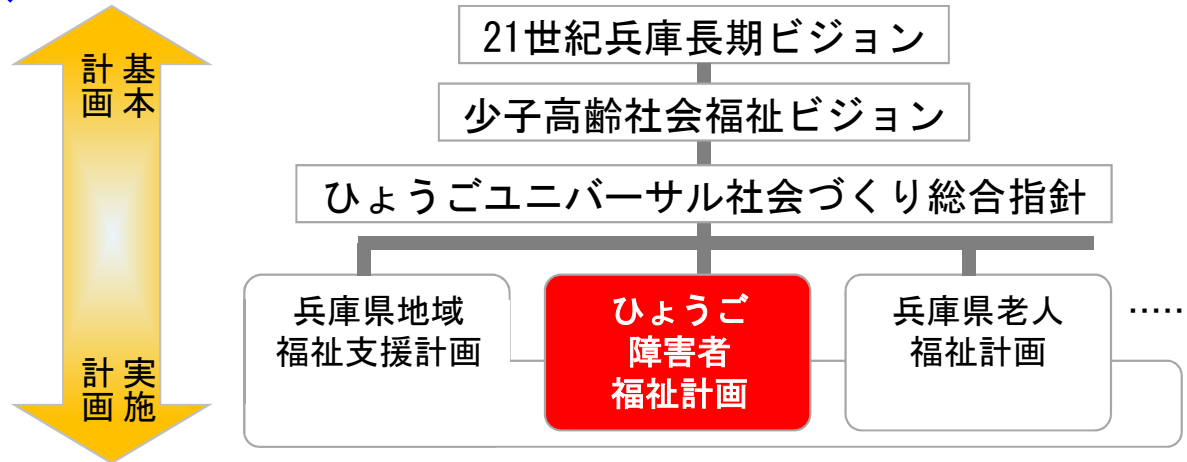 基本
計画
実施
計画
21世紀兵庫長期ビジョン
少子高齢社会福祉ビジョン
ひょうごユニバーサル社会づくり総合指針
兵庫県地域
福祉支援計画
ひょうご
障害者
福祉計画
兵庫県老人
福祉計画
‥‥‥